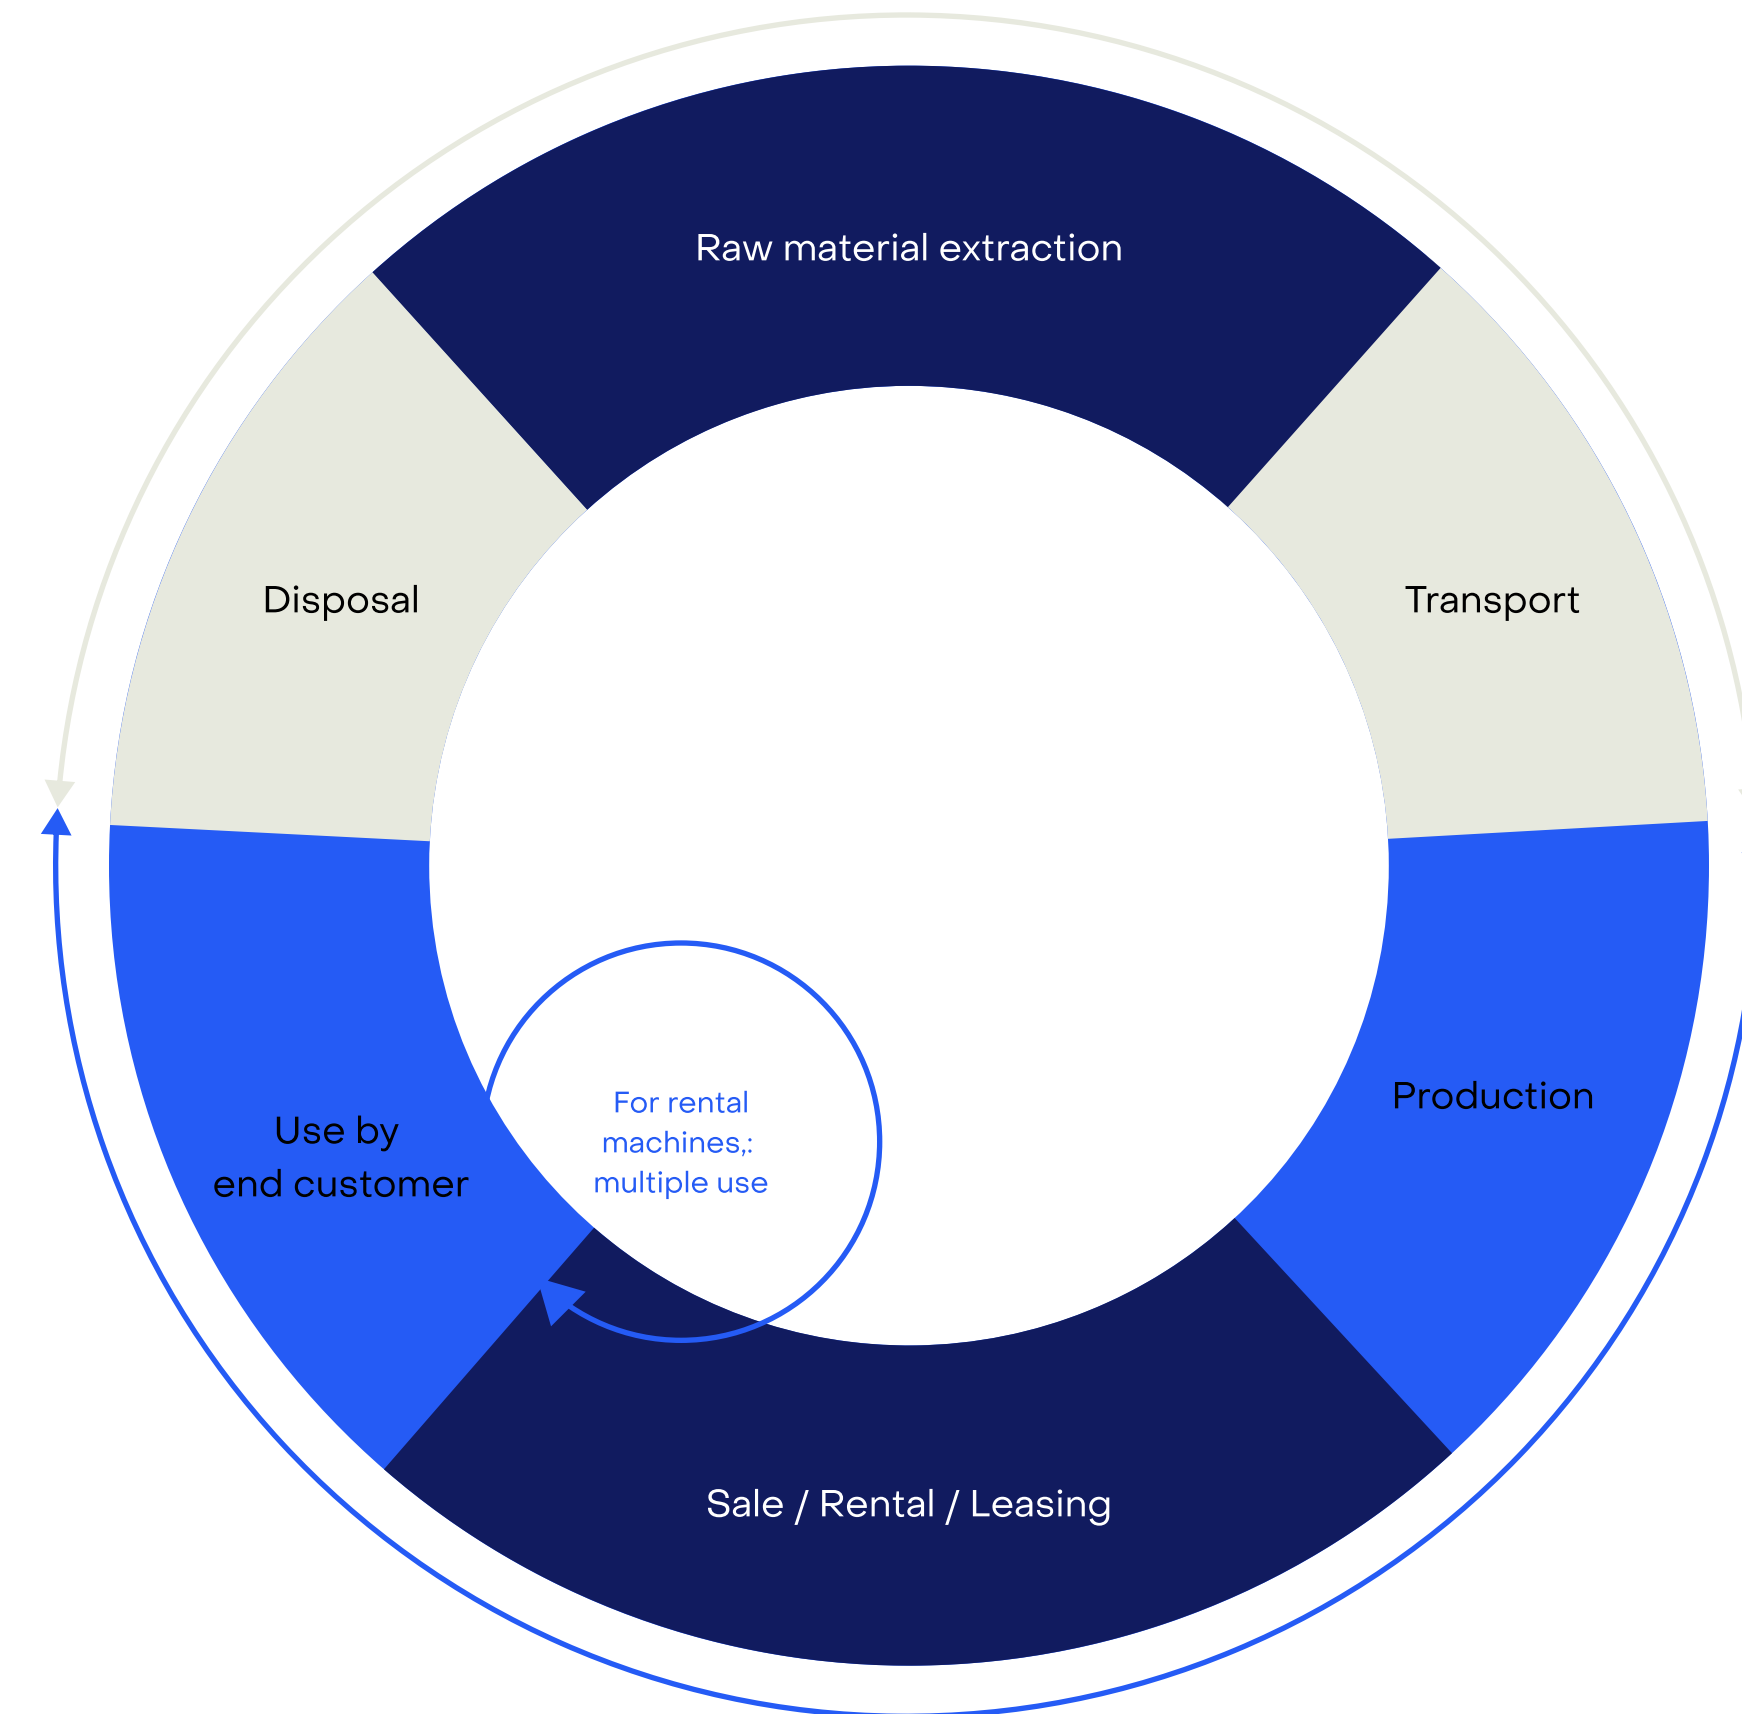 Raw material extraction
Disposal
Transport
Production
For rental
machines,:
multiple use
Use by
end customer
Sale / Rental / Leasing